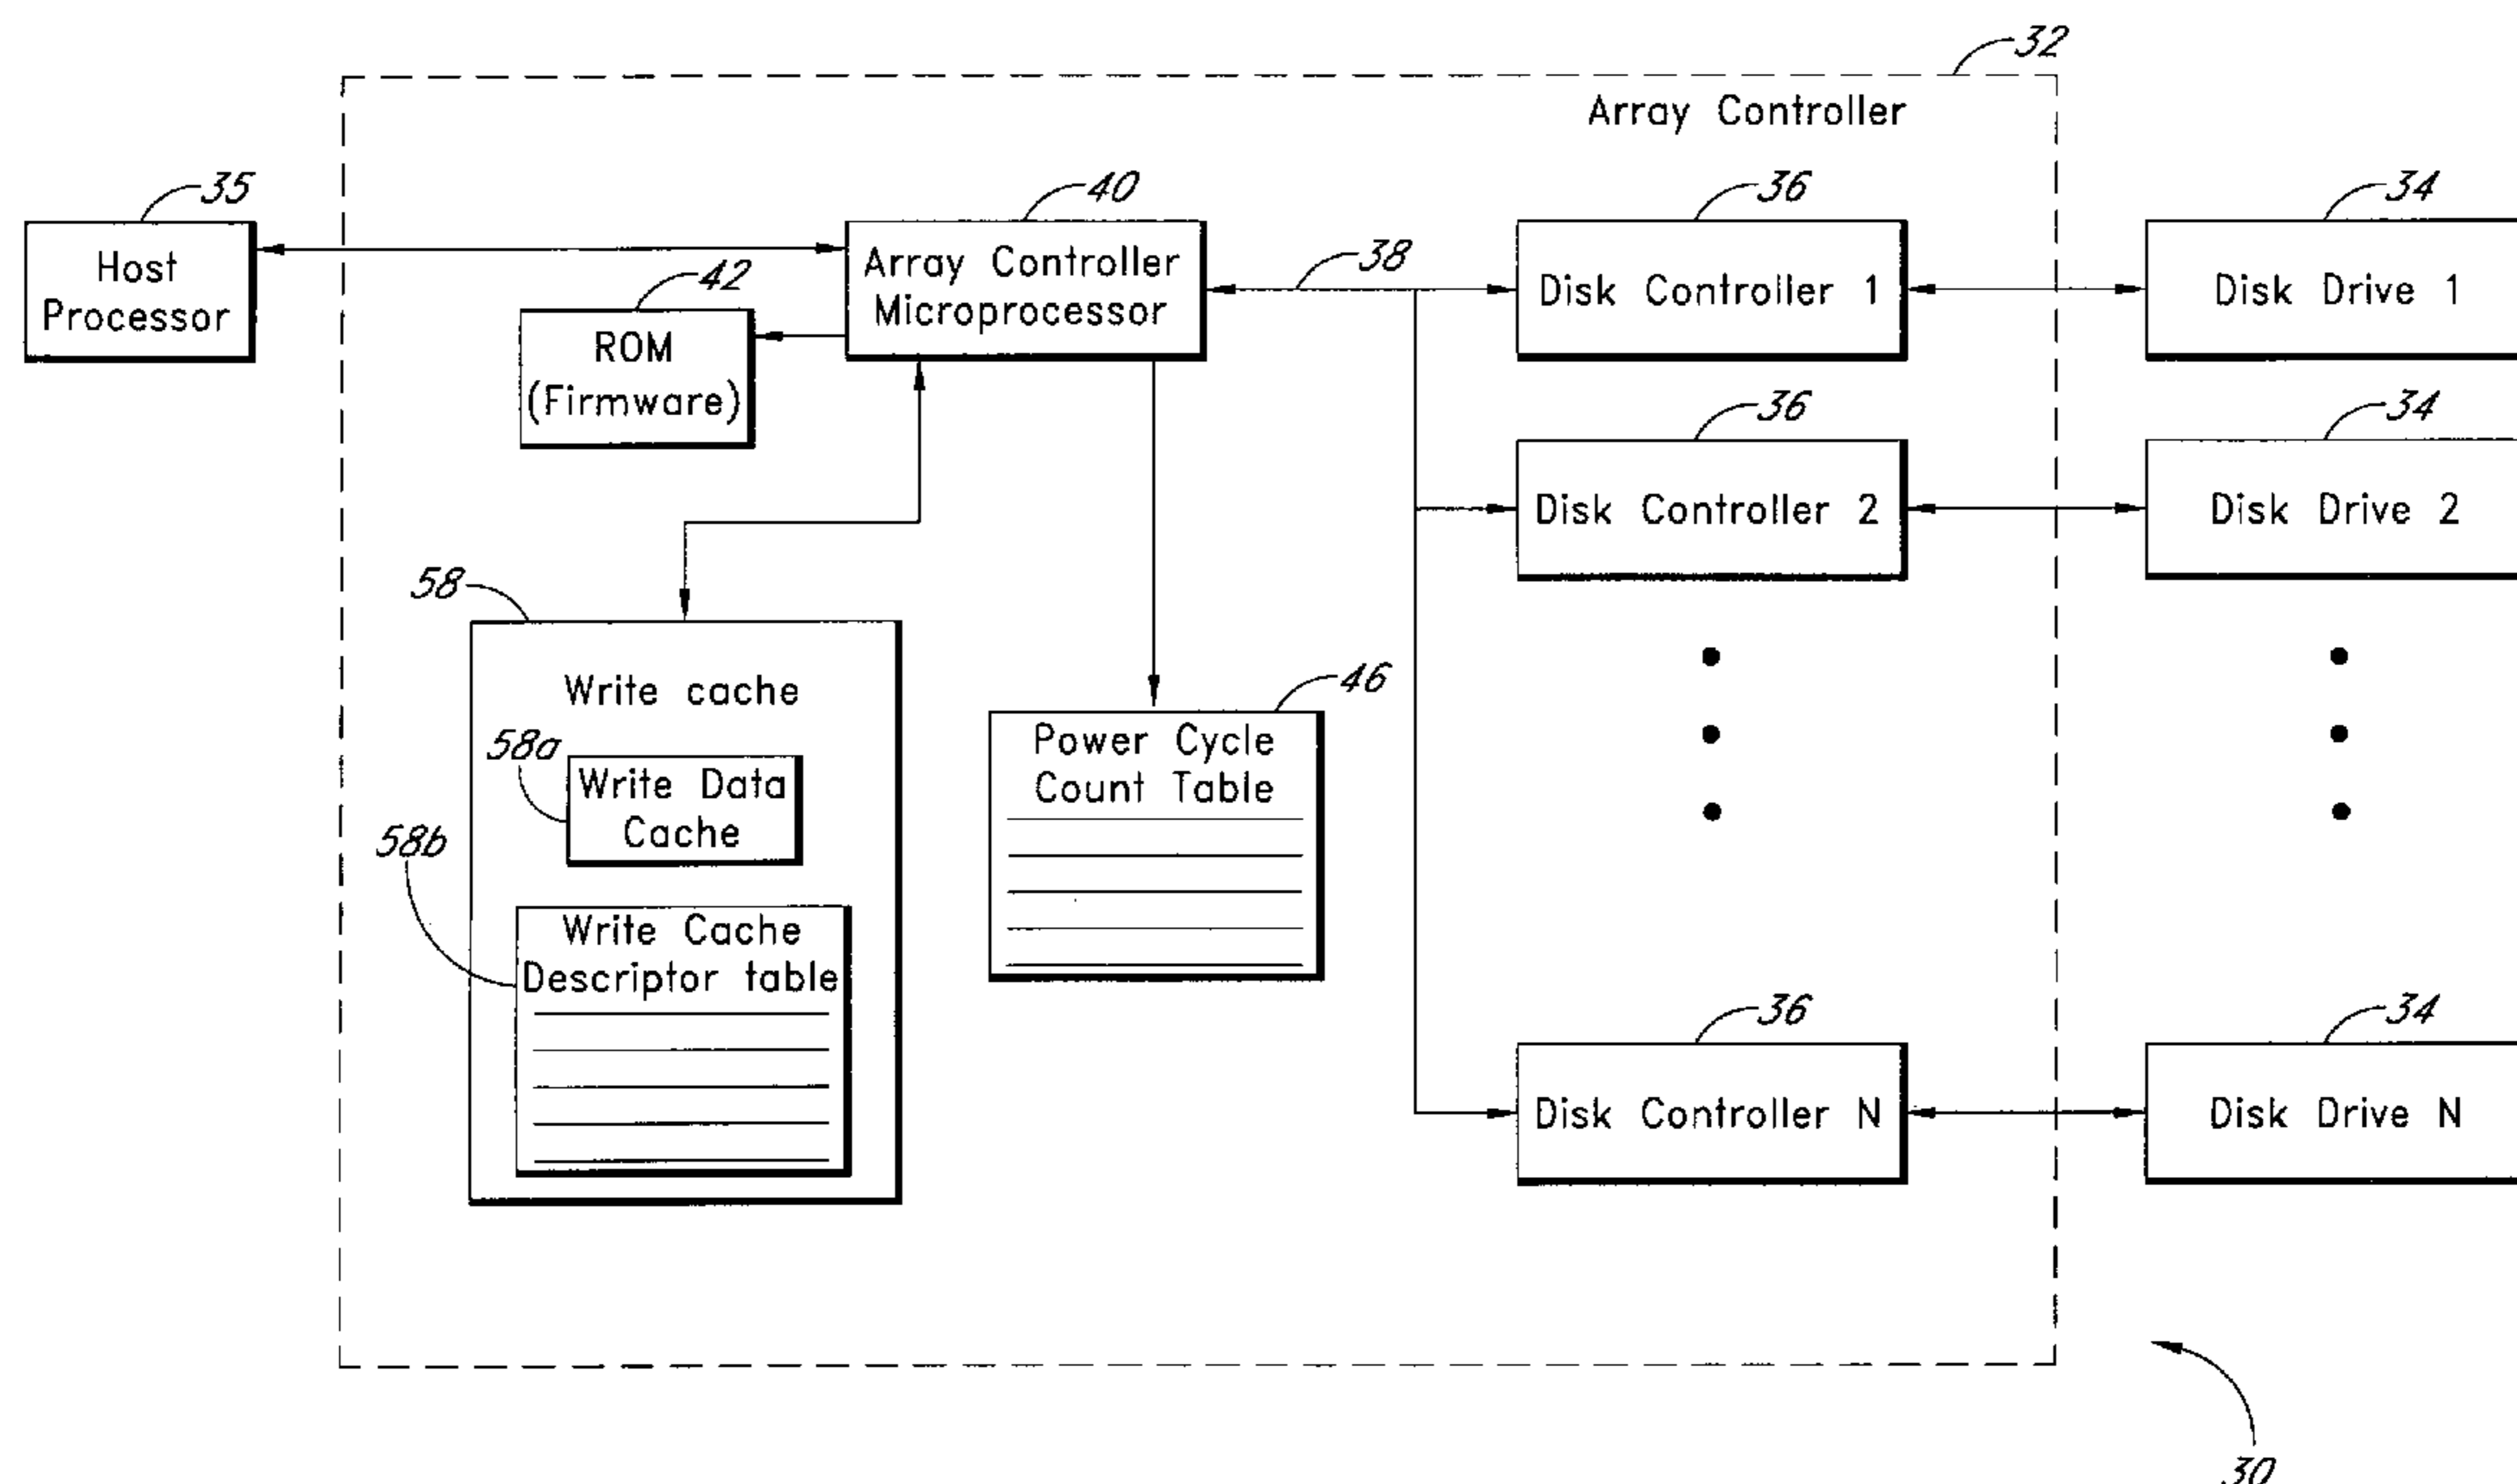 32
Array Controller
35
Host
Processor
40
Array Controller
Microprocessor
42
ROM
(Firmware)
38
36
Disk Controller 1
34
Disk Drive 1
36
Disk Controller 2
34
Disk Drive 2
58
Write cache
58a
Write Data
Cache
58b
Write Cache
Descriptor table
46
Power Cycle
Count Table
36
Disk Controller N
34
Disk Drive N
30